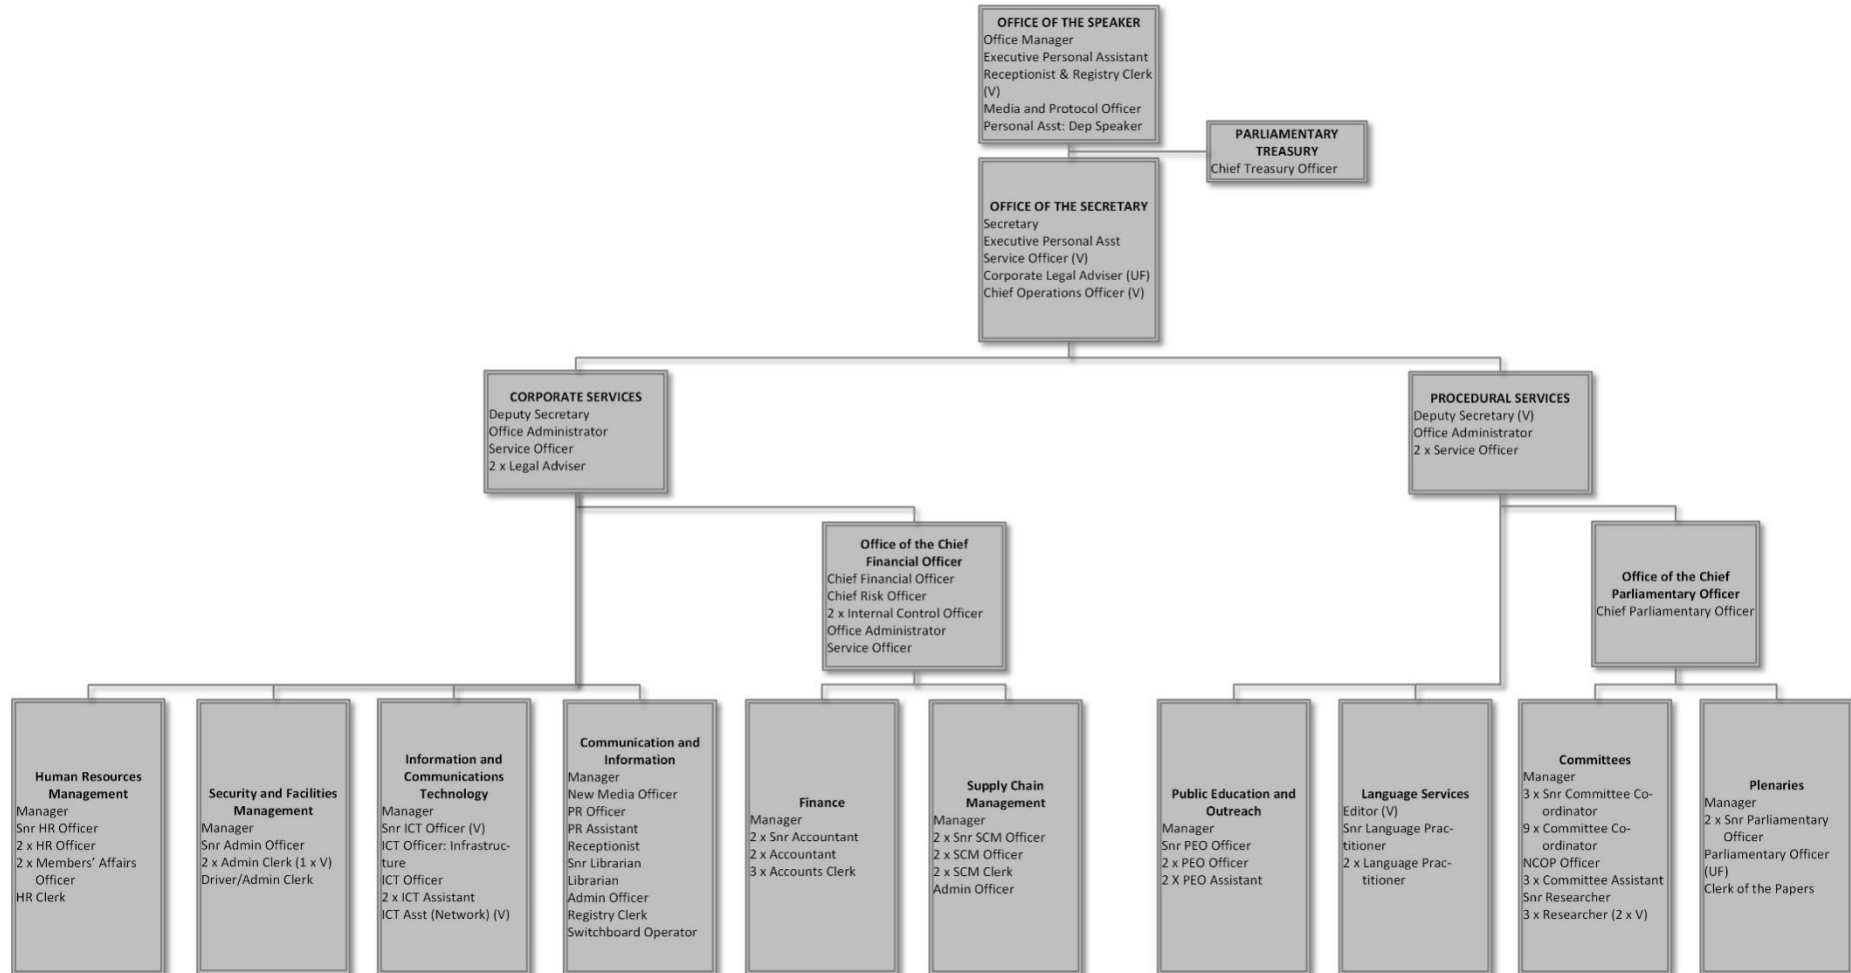 OFFICE OF THE SPEAKER
Office Manager
Executive Personal Assistant
Receptionist & Registry Clerk
(V)
Media and Protocol Officer
Personal Asst: Dep Speaker
PARLIAMENTARY
TREASURY
Chief Treasury Officer
OFFICE OF THE SECRETARY
Secretary
Executive Personal Asst
Service Officer (V)
Corporate Legal Adviser (UF)
Chief Operations Officer (V)
CORPORATE SERVICES
Deputy Secretary
Office Administrator
Service Officer
2 x Legal Adviser
PROCEDURAL SERVICES
Deputy Secretary (V)
Office Administrator
2 x Service Officer
Office of the Chief
Financial Officer
Chief Financial Officer
Chief Risk Officer
2 x Internal Control Officer
Office Administrator
Service Officer
Office of the Chief
Parliamentary Officer
Chief Parliamentary Officer
Human Resources
Management
Manager
Snr HR Officer
2 x HR Officer
2 x Members' Affairs
Officer
HR Clerk
Security and Facilities
Management
Manager
Snr Admin Officer
2 x Admin Clerk (1 x V)
Driver/Admin Clerk
Information and
Communications
Technology
Manager
Snr ICT Officer (V)
ICT Officer: Infrastruc-
ture
ICT Officer
2 x ICT Assistant
ICT Asst (Network) (V)
Communication and
Information
Manager
New Media Officer
PR Officer
PR Assistant
Receptionist
Snr Librarian
Librarian
Admin Officer
Registry Clerk
Switchboard Operator
Finance
Manager
2 x Snr Accountant
2 x Accountant
3 x Accounts Clerk
Supply Chain
Management
Manager
2 x Snr SCM Officer
2 x SCM Officer
2 x SCM Clerk
Admin Officer
Public Education and
Outreach
Manager
Snr PEO Officer
2 x PEO Officer
2 X PEO Assistant
Language Services
Editor (V)
Snr Language Prac-
titioner
2 x Language Prac-
titioner
Committees
Manager
3 x Snr Committee Co-
ordinator
9 x Committee Co-
ordinator
NCOP Officer
3 x Committee Assistant
Snr Researcher
3 x Researcher (2 x V)
Plenaries
Manager
2 x Snr Parliamentary
Officer
Parliamentary Officer
(UF)
Clerk of the Papers